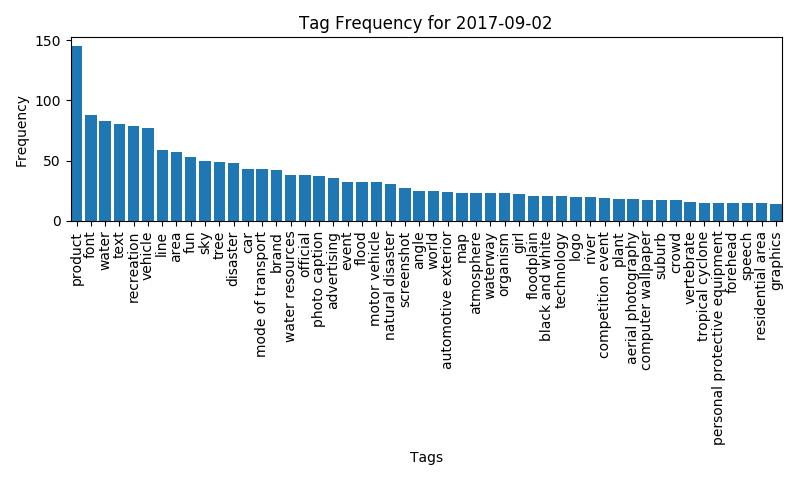 Tag Frequency for 2017-09-02
Frequency
150
100
50
0
product
font
water
text
recreation
vehicle
line
area
fun
sky
tree
disaster
car
mode of transport
brand
water resources
official
photo caption
advertising
event
flood
motor vehicle
natural disaster
screenshot
angle
world
automotive exterior
map
atmosphere
waterway
organism
girl
floodplain
black and white
technology
logo
river
competition event
plant
aerial photography
computer wallpaper
suburb
crowd
vertebrate
tropical cyclone
personal protective equipment
forehead
speech
residential area
graphics
Tags